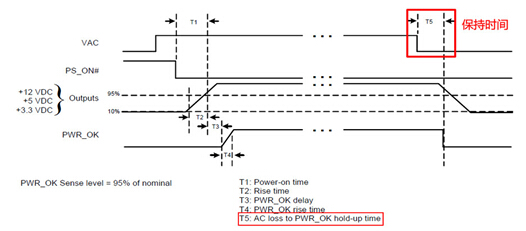 T1
T5
保持时间
VAC
PS_ON#
+12 VDC
+5 VDC
+3.3 VDC
Outputs
95%
10%
T2
T3
PWR_OK
T4
PWR_OK Sense level = 95% of nominal
T1: Power-on time
T2: Rise time
T3: PWR_OK delay
T4: PWR_OK rise time
T5: AC loss to PWR_OK hold-up time